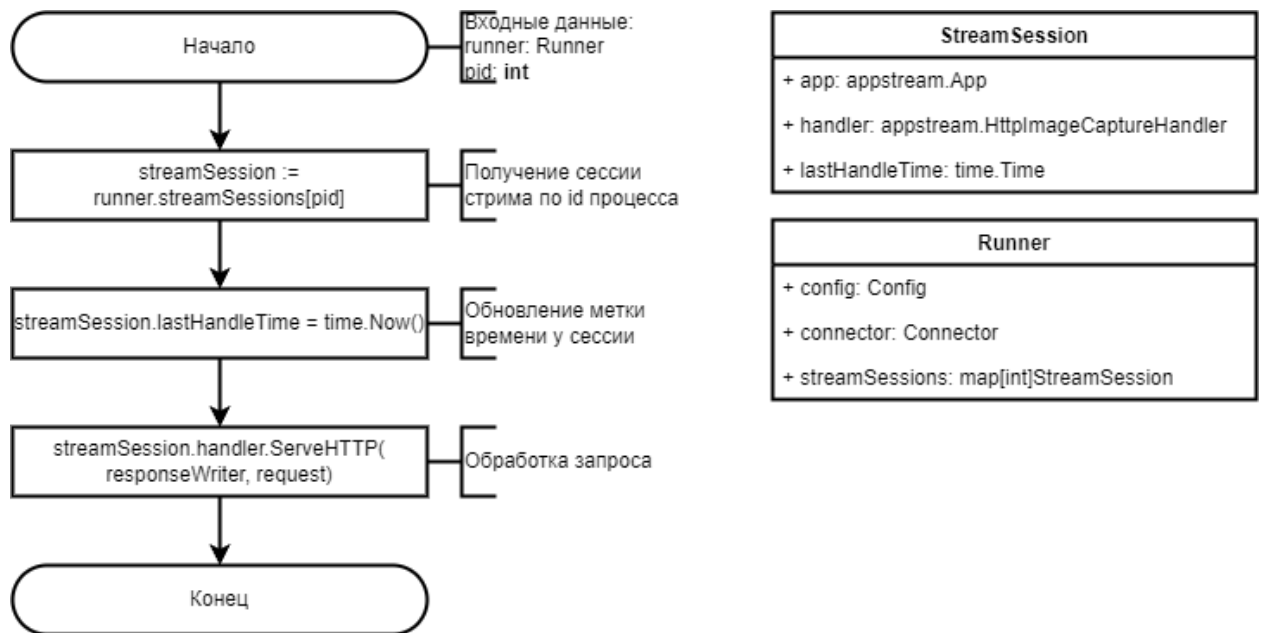 Начало
Входные данные:
runner: Runner
pid: int
streamSession :=
runner.streamSessions[pid]
Получение сессии
стрима по id процесса
streamSession.lastHandleTime = time.Now()
Обновление метки
времени у сессии
streamSession.handler.ServeHTTP(
responseWriter, request)
Обработка запроса
Конец
StreamSession
+ app: appstream.App
+ handler: appstream.HttpImageCaptureHandler
+ lastHandleTime: time.Time
Runner
+ config: Config
+ connector: Connector
+ streamSessions: map[int]StreamSession